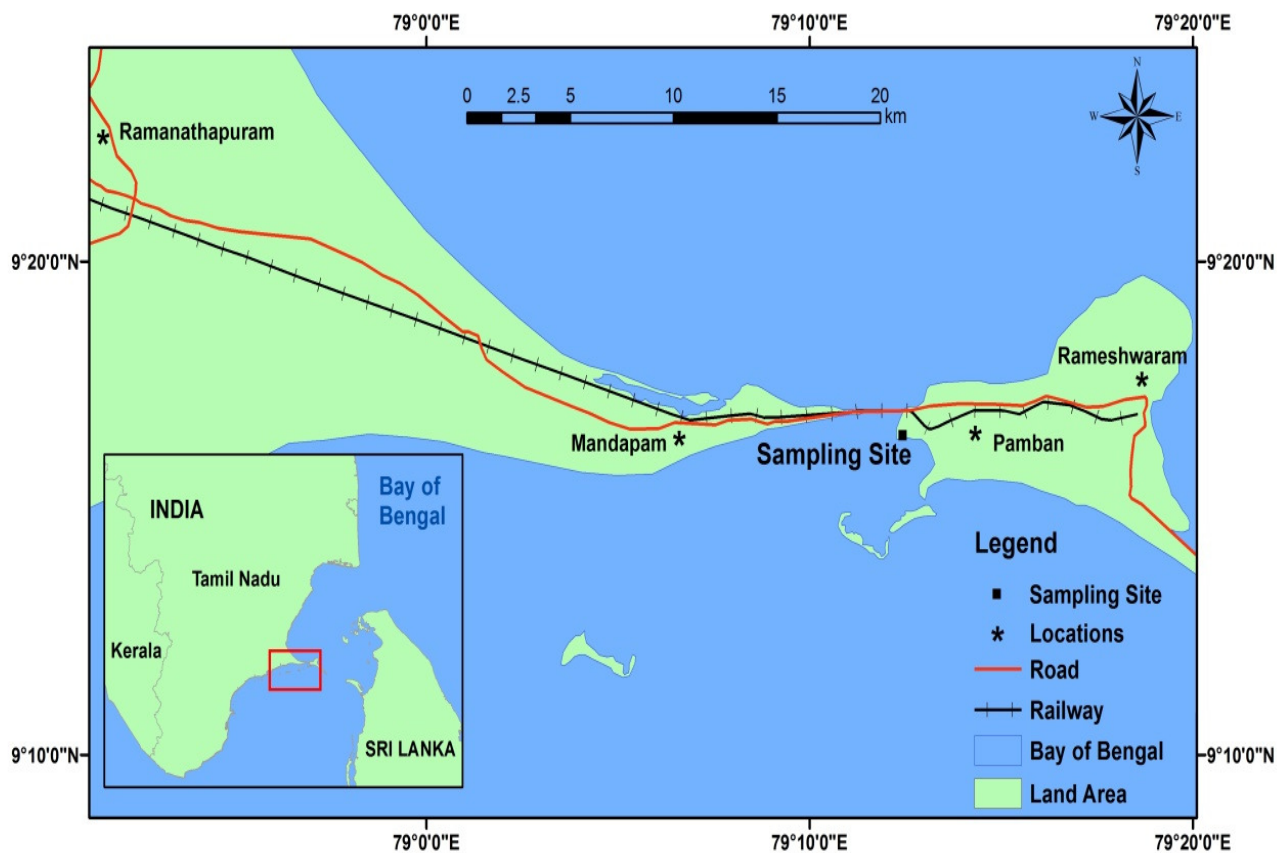 79°0'0"E 79°10'0"E 79°20'0"E
0 2.5 5 10 15 20
km
N
W E
S
Ramanathapuram
9°20'0"N 9°20'0"N
Rameshwaram
Mandapam
Sampling Site
Pamban
INDIA
Bay of
Bengal
Tamil Nadu
Kerala
SRI LANKA
Legend
Sampling Site
Locations
Road
Railway
Bay of Bengal
Land Area
9°10'0"N 9°10'0"N
79°0'0"E 79°10'0"E 79°20'0"E